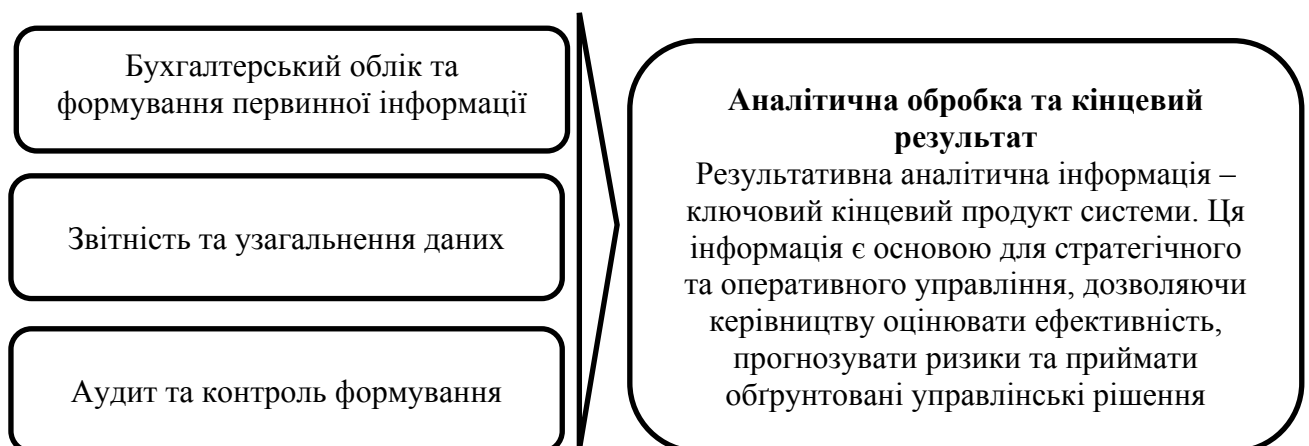 Бухгалтерський облік та
формування первинної інформації
Звітність та узагальнення даних
Аудит та контроль формування
Аналітична обробка та кінцевий
результат
Результативна аналітична інформація –
ключовий кінцевий продукт системи. Ця
інформація є основою для стратегічного
та оперативного управління, дозволяючи
керівництву оцінювати ефективність,
прогнозувати ризики та приймати
обґрунтовані управлінські рішення